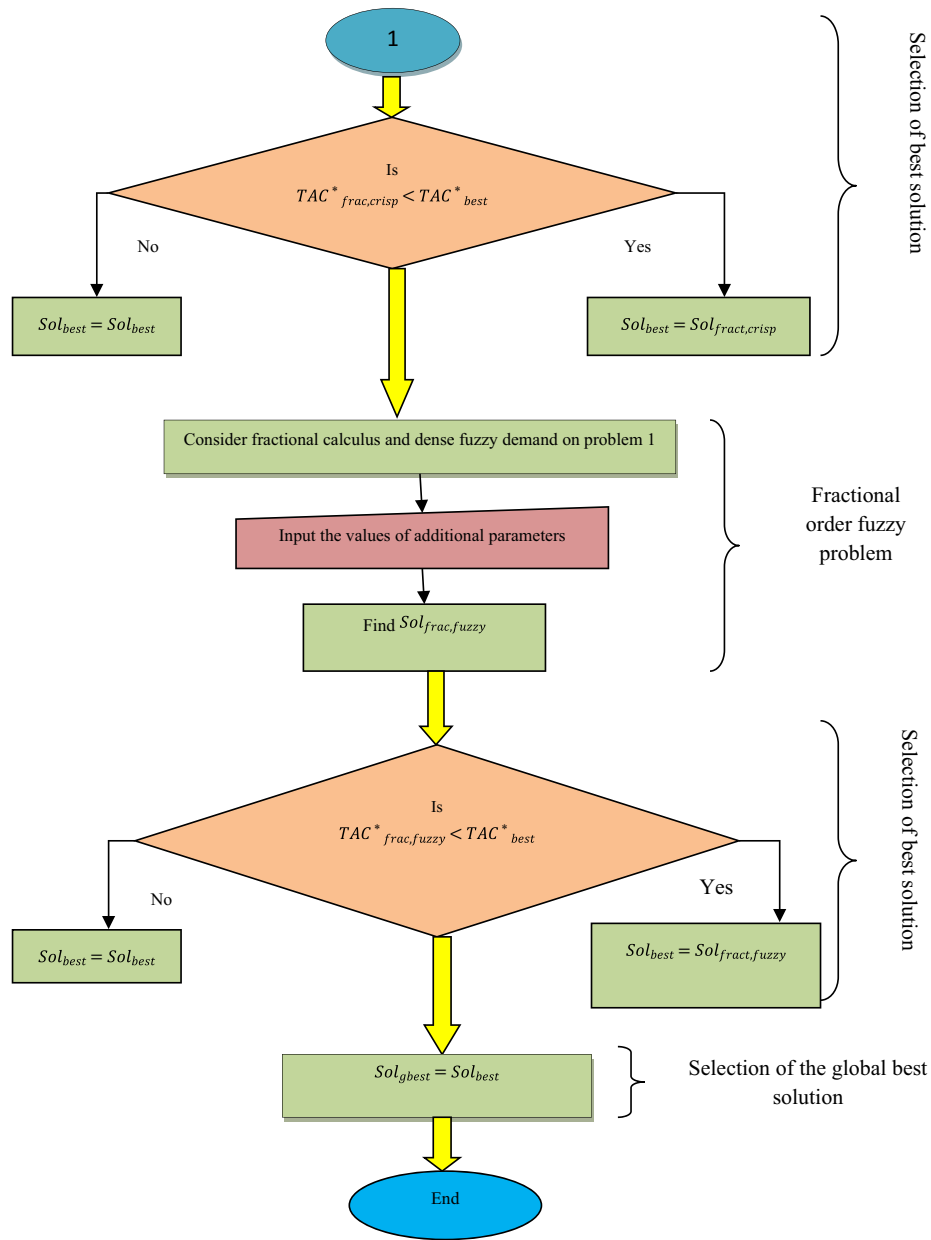 1
Selection of best solution
Is
TAC*frac,crisp < TAC*best
No
Yes
Solbest = Solbest
Solbest = Solfract,crisp
Consider fractional calculus and dense fuzzy demand on problem 1
Input the values of additional parameters
Find Solfrac,fuzzy
Fractional
order fuzzy
problem
Is
TAC*frac,fuzzy < TAC*best
No
Yes
Solbest = Solbest
Solbest = Solfract,fuzzy
Selection of best solution
Solgbest = Solbest
Selection of the global best
solution
End